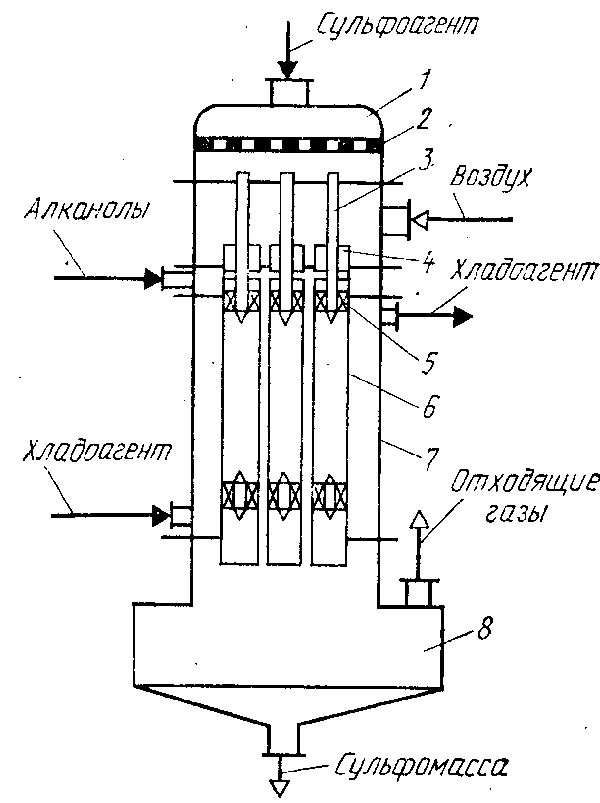 Сульфоагент
1
2
3
Воздух
Алканолы
4
Хладоагент
5
6
7
Хладоагент
Отходящие
газы
8
Сульфомасса